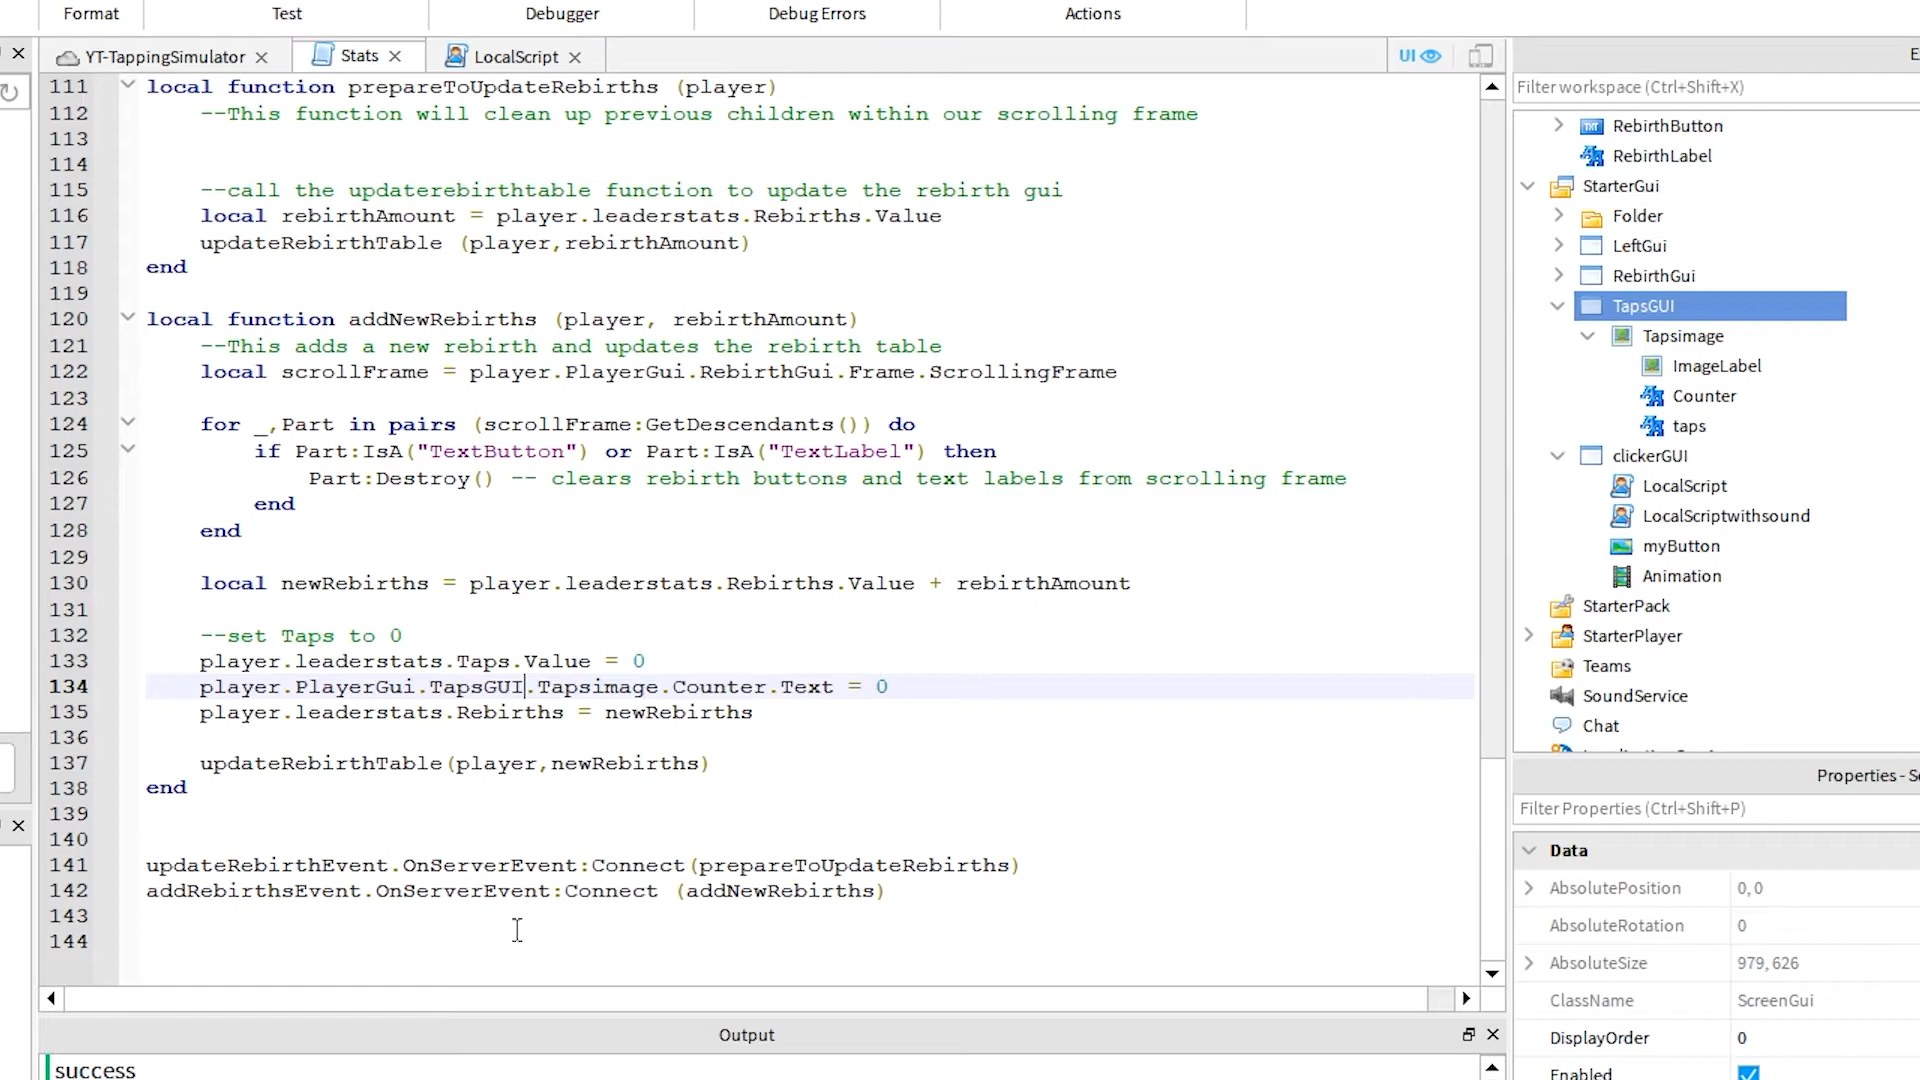 Format
Test
Debugger
Debug Errors
Actions
YT-TappingSimulator
Stats
LocalScript
UI
111 local function prepareToUpdateRebirths (player)
112 --This function will clean up previous children within our scrolling frame
113
114
115 --call the updaterebirthtable function to update the rebirth gui
116 local rebirthAmount = player.leaderstats.Rebirths.Value
117 updateRebirthTable (player,rebirthAmount)
118 end
119
120 local function addNewRebirths (player, rebirthAmount)
121 --This adds a new rebirth and updates the rebirth table
122 local scrollFrame = player.PlayerGui.RebirthGui.Frame.ScrollingFrame
123
124 for _,Part in pairs (scrollFrame:GetDescendants()) do
125 if Part:IsA("TextButton") or Part:IsA("TextLabel") then
126 Part:Destroy() -- clears rebirth buttons and text labels from scrolling frame
127 end
128 end
129
130 local newRebirths = player.leaderstats.Rebirths.Value + rebirthAmount
131
132 --set Taps to 0
133 player.leaderstats.Taps.Value = 0
134 player.PlayerGui.TapsGUI.Tapsimage.Counter.Text = 0
135 player.leaderstats.Rebirths = newRebirths
136
137 updateRebirthTable(player,newRebirths)
138 end
139
140
141 updateRebirthEvent.OnServerEvent:Connect(prepareToUpdateRebirths)
142 addRebirthsEvent.OnServerEvent:Connect (addNewRebirths)
143
144
Output
success
Filter workspace (Ctrl+Shift+X)
RebirthButton
RebirthLabel
StarterGui
Folder
LeftGui
RebirthGui
TapsGUI
Tapsimage
ImageLabel
Counter
taps
clickerGUI
LocalScript
LocalScriptwithsound
myButton
Animation
StarterPack
StarterPlayer
Teams
SoundService
Chat
Properties - S
Filter Properties (Ctrl+Shift+P)
Data
AbsolutePosition 0, 0
AbsoluteRotation 0
AbsoluteSize 979, 626
ClassName ScreenGui
DisplayOrder 0
Enabled